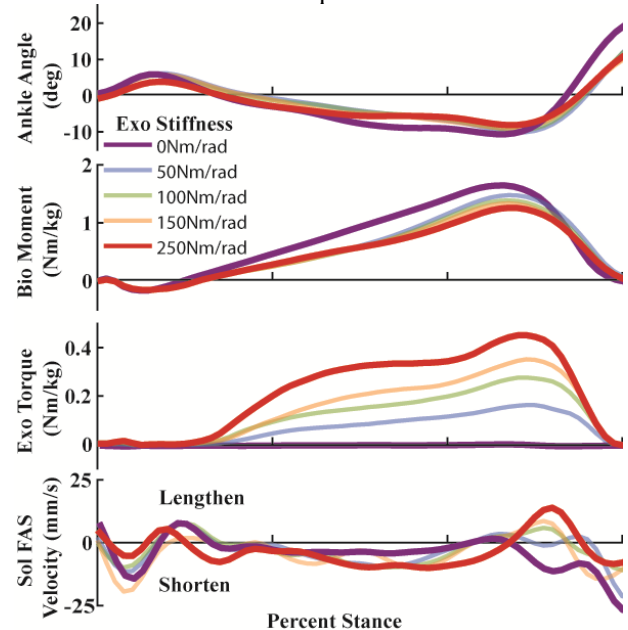 20
10
0
-10
Ankle Angle
(deg)
Exo Stiffness
0Nm/rad
50Nm/rad
100Nm/rad
150Nm/rad
250Nm/rad
2
1
0
Bio Moment
(Nm/kg)
0.4
0.2
0
Exo Torque
(Nm/kg)
25
0
-25
Sol FAS
Velocity (mm/s)
Lengthen
Shorten
Percent Stance